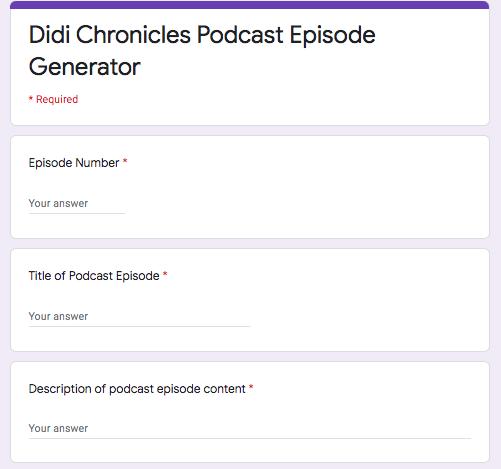 Didi Chronicles Podcast Episode
Generator
* Required
Episode Number *
Your answer
Title of Podcast Episode *
Your answer
Description of podcast episode content *
Your answer